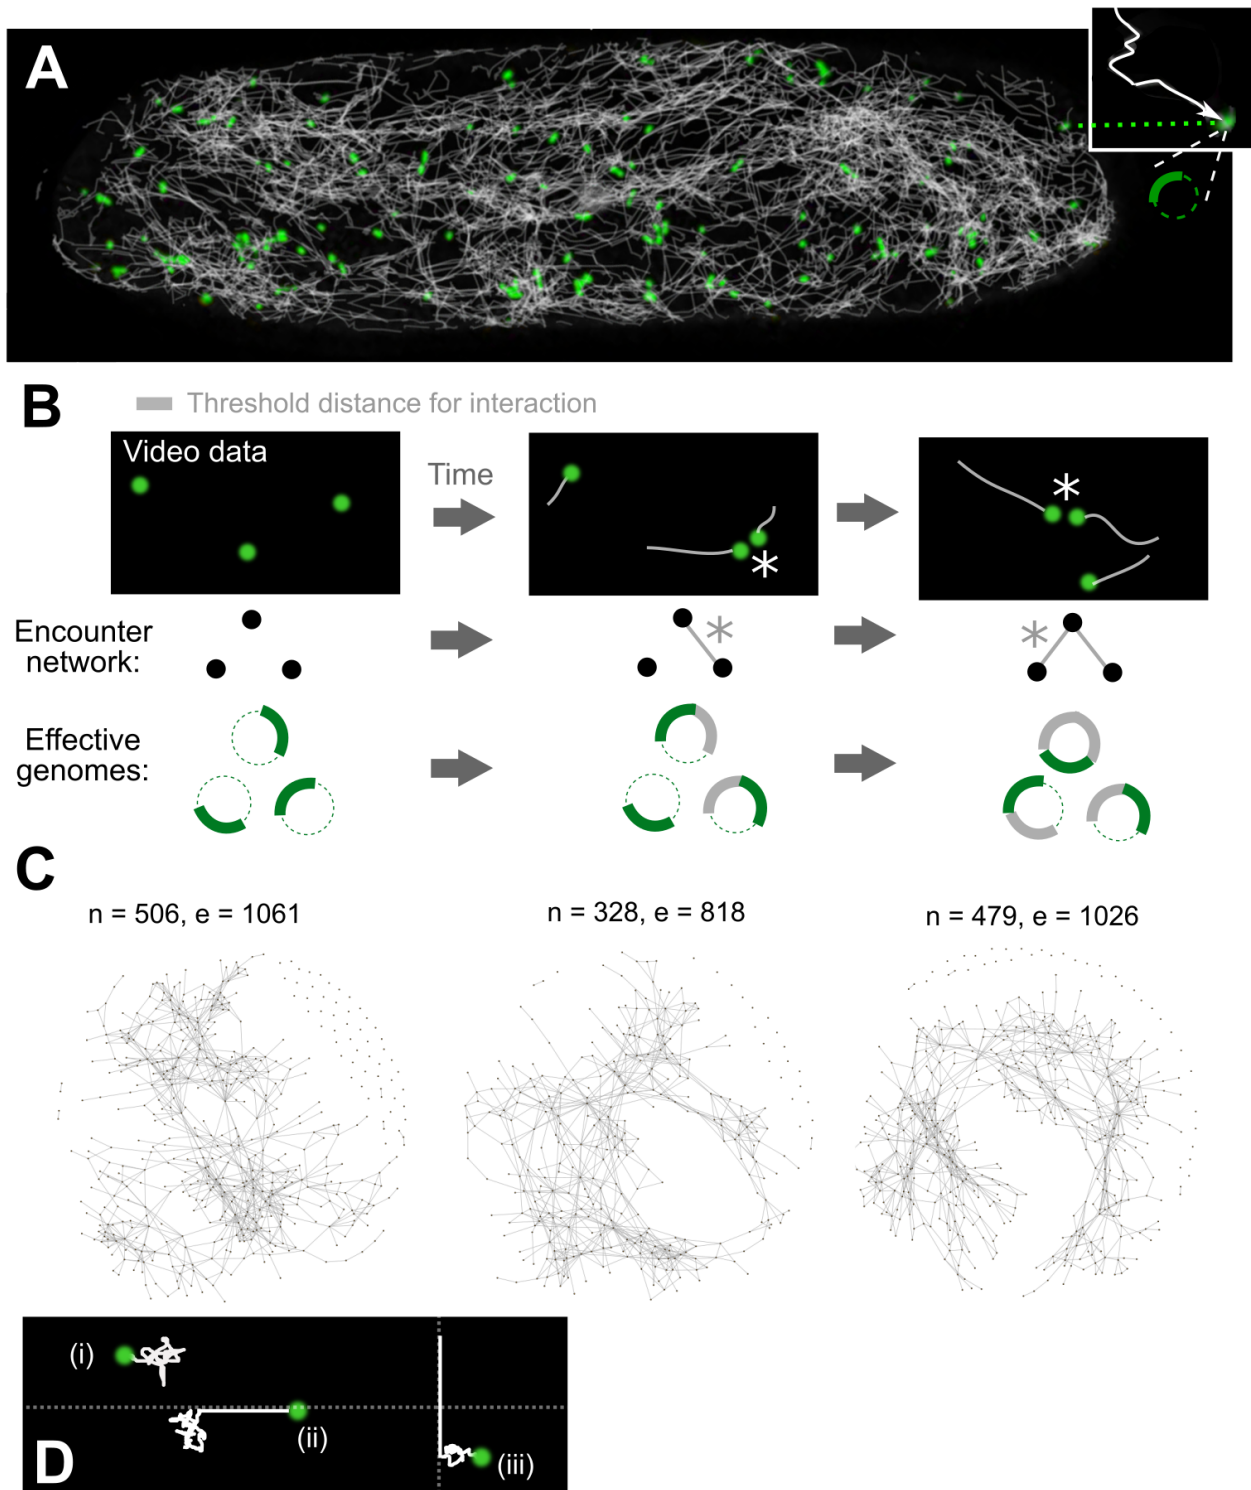 A
B
Threshold distance for interaction
Video data
Time
*
*
Encounter
network:
*
*
Effective
genomes:
C
n = 506, e = 1061
n = 328, e = 818
n = 479, e = 1026
(i)
(ii)
(iii)
D